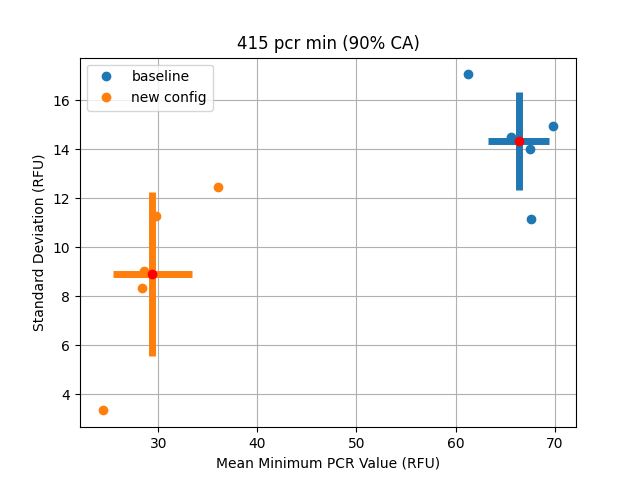 415 pcr min (90% CA)
baseline
new config
16
14
12
10
8
6
4
Standard Deviation (RFU)
30 40 50 60 70
Mean Minimum PCR Value (RFU)